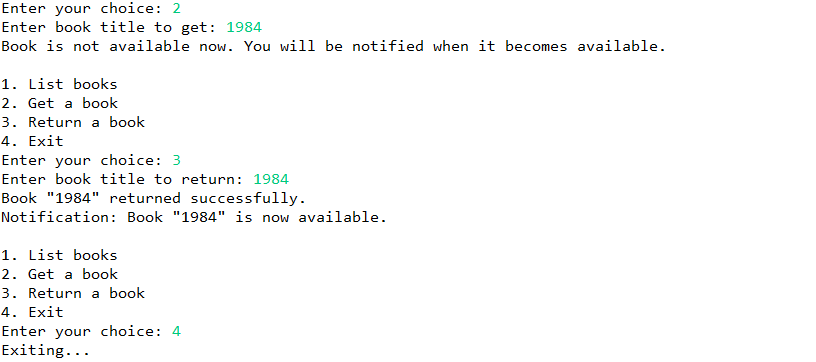 Enter your choice: 2
Enter book title to get: 1984
Book is not available now. You will be notified when it becomes available.

1. List books
2. Get a book
3. Return a book
4. Exit
Enter your choice: 3
Enter book title to return: 1984
Book "1984" returned successfully.
Notification: Book "1984" is now available.

1. List books
2. Get a book
3. Return a book
4. Exit
Enter your choice: 4
Exiting...